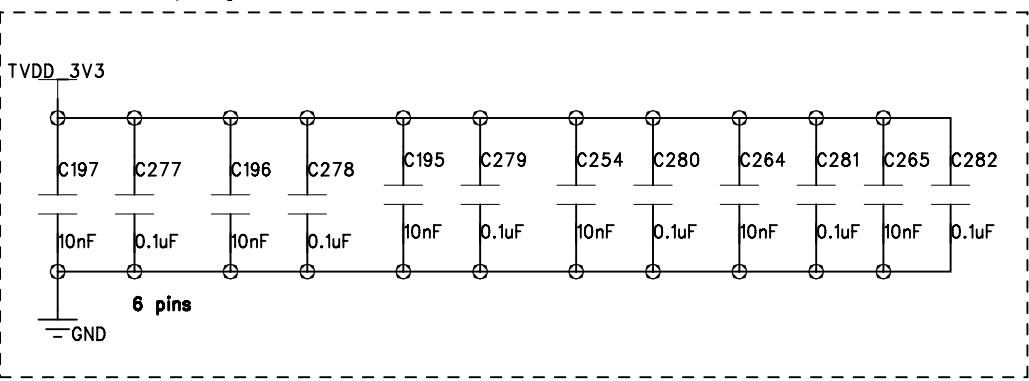 TVDD_3V3
C197 C277 C196 C278 C195 C279 C254 C280 C264 C281 C265 C282
10nF 0.1uF 10nF 0.1uF 10nF 0.1uF 10nF 0.1uF 10nF 0.1uF 10nF 0.1uF
6 pins
GND